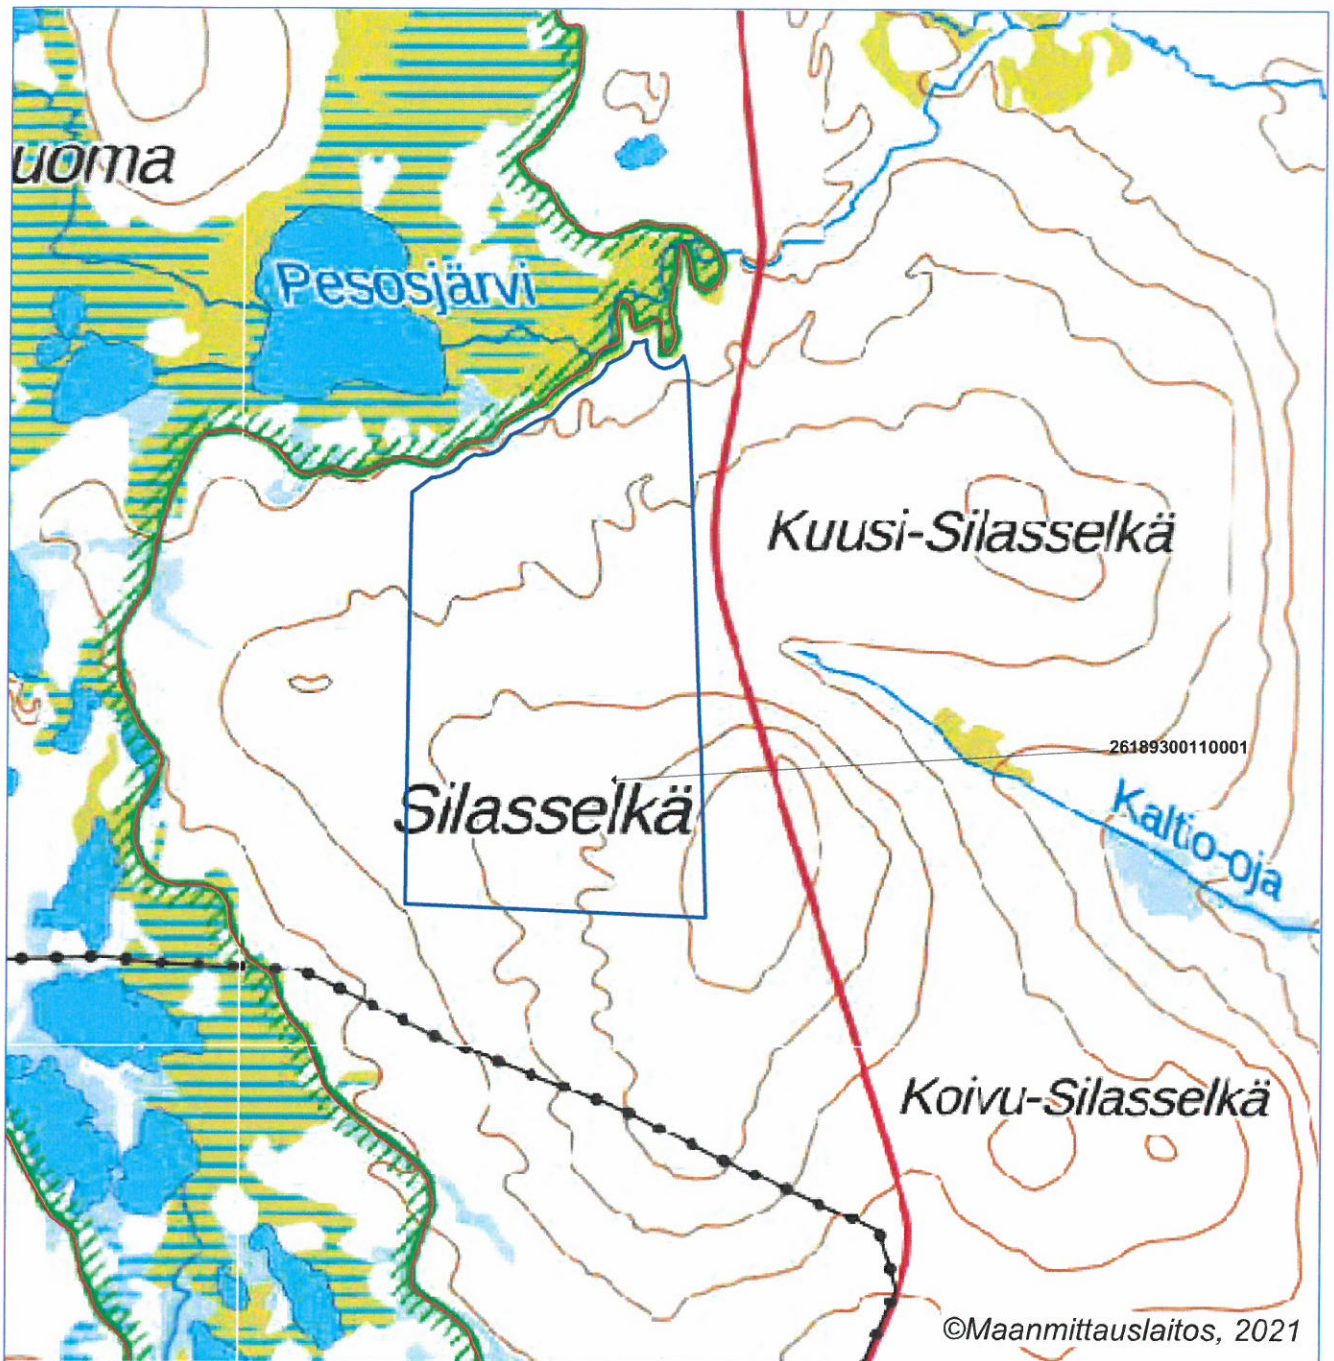 uoma
Pesosjärvi
Kuusi-Silasselkä
26189300110001
Silasselkä
Kaltio-oja
Koivu-Silasselkä
©Maanmittauslaitos, 2021